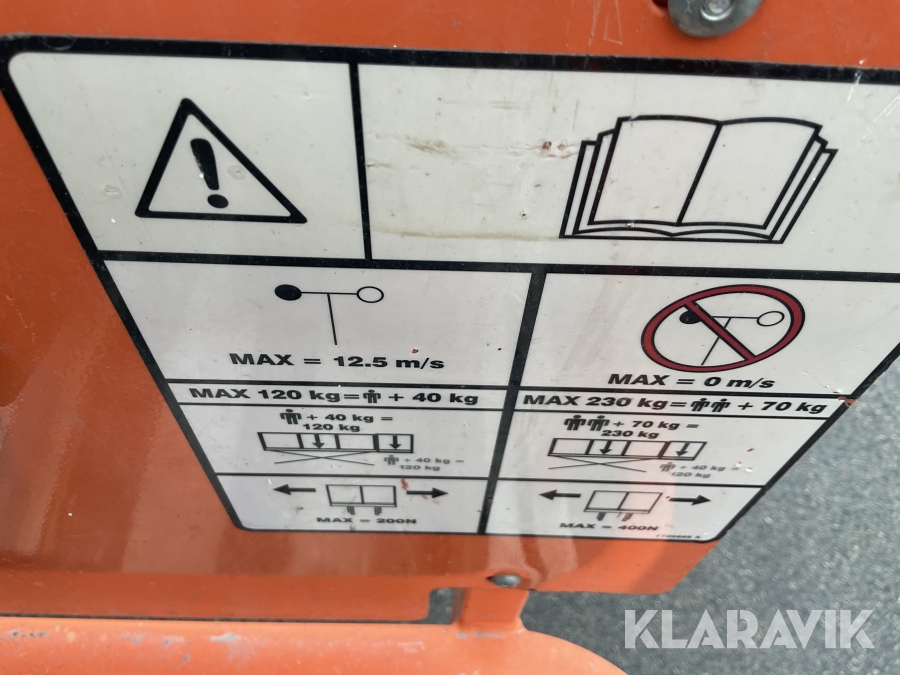 MAX = 12.5 m/s
MAX = 0 m/s
MAX 120 kg = + 40 kg
MAX 230 kg = + 70 kg
+ 40 kg =
120 kg
+ 40 kg =
120 kg
+ 70 kg =
230 kg
+ 40 kg =
120 kg
MAX = 200N
MAX = 400N
KLARAVIK